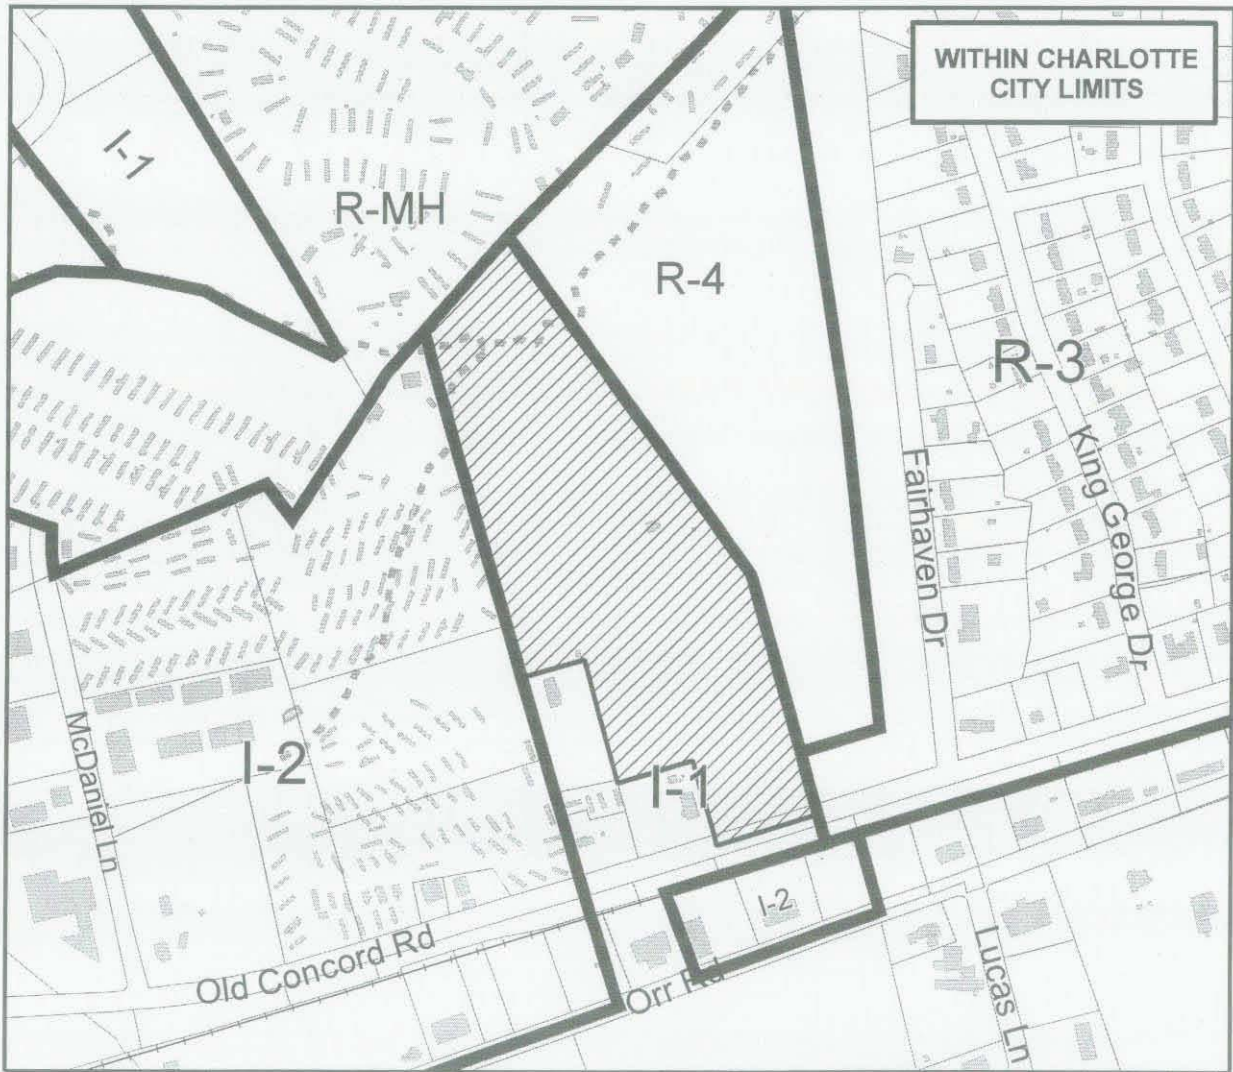 WITHIN CHARLOTTE
CITY LIMITS
I-1
R-MH
R-4
R-3
Fairhaven Dr
King George Dr
McDaniel Ln
I-2
I-1
I-2
Old Concord Rd
Orr Rd
Lucas Ln